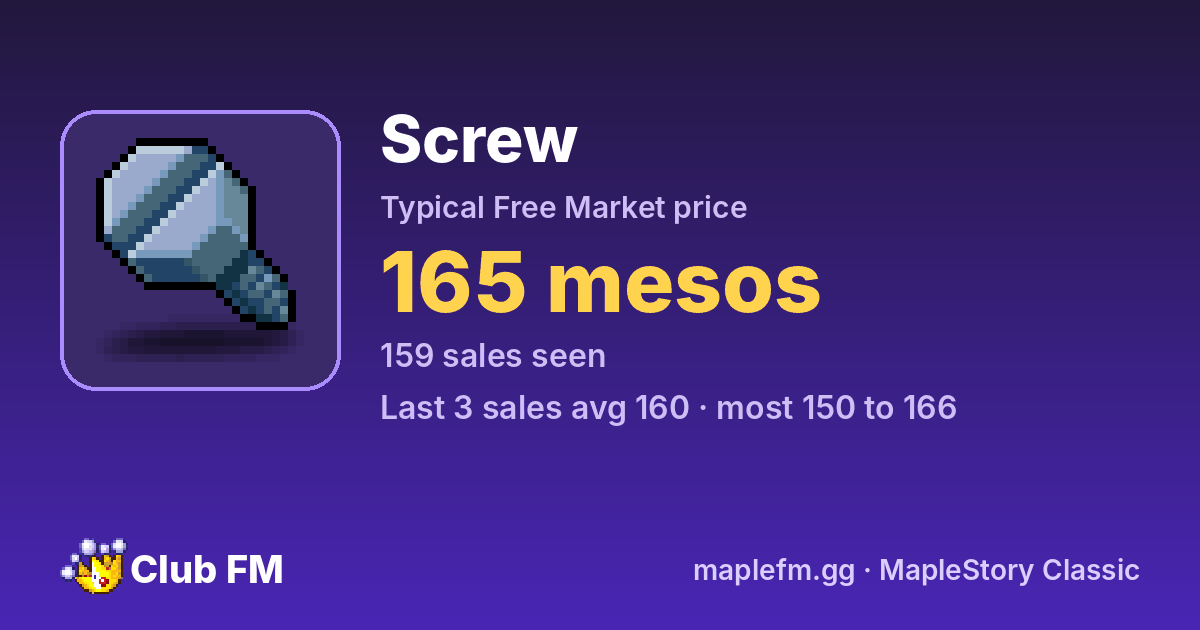 Screw
Typical Free Market price
165 mesos
159 sales seen
Last 3 sales avg 160 · most 150 to 166
Club FM
maplefm.gg · MapleStory Classic